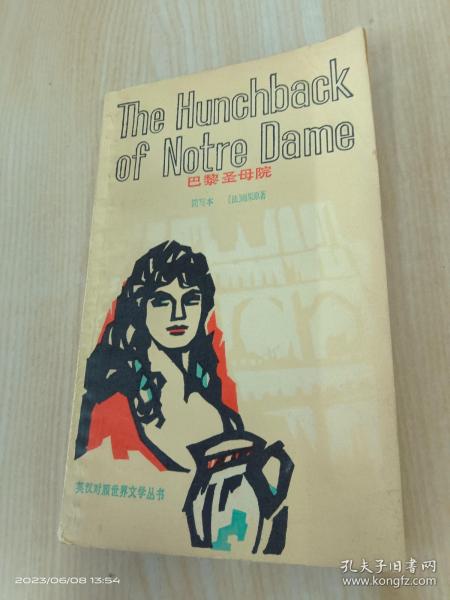 The Hunchback
of Notre Dame
巴黎圣母院
简写本 〔法〕雨果原著
英汉对照世界文学丛书
2023/06/08 13:54
孔夫子旧书网
www.kongfz.com